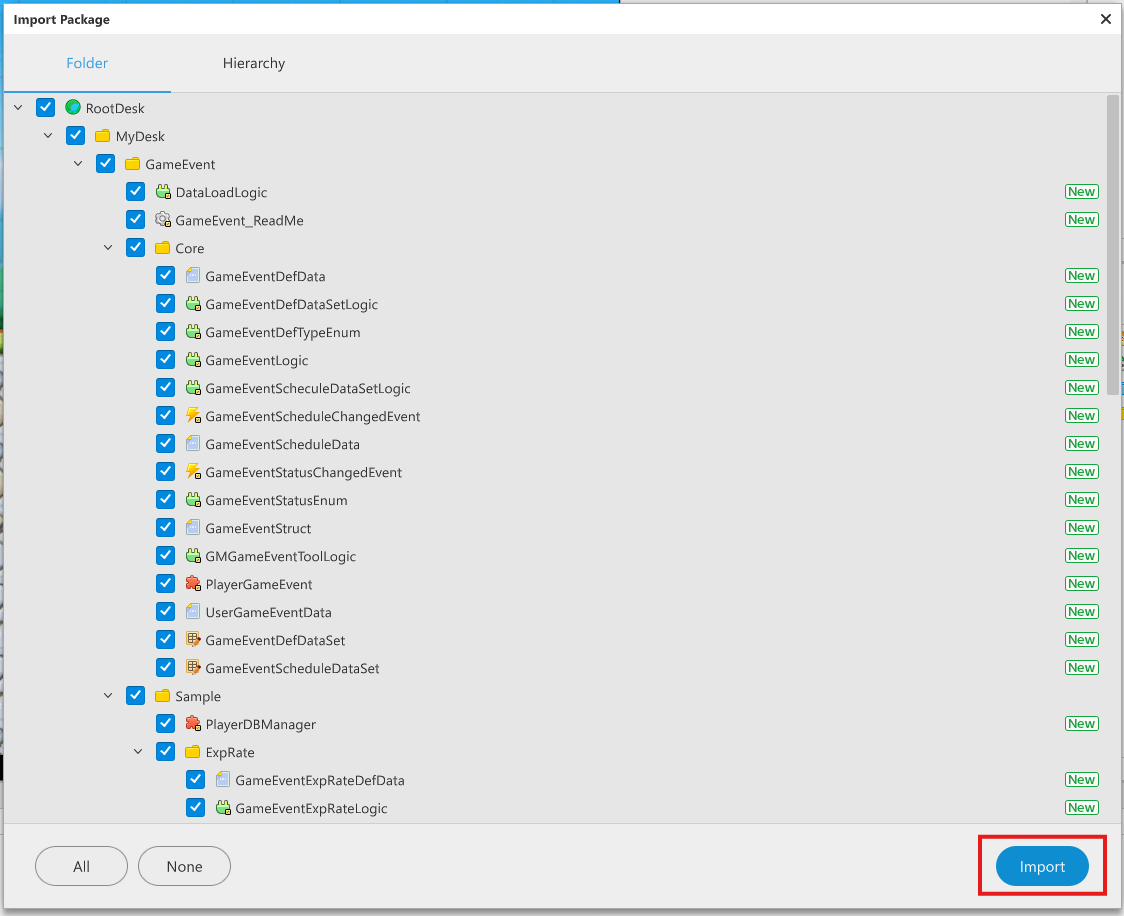 Import Package
Folder Hierarchy
RootDesk
MyDesk
GameEvent
DataLoadLogic New
GameEvent_ReadMe New
Core
GameEventDefData New
GameEventDefDataSetLogic New
GameEventDefTypeEnum New
GameEventLogic New
GameEventScheculeDataSetLogic New
GameEventScheduleChangedEvent New
GameEventScheduleData New
GameEventStatusChangedEvent New
GameEventStatusEnum New
GameEventStruct New
GMGameEventToolLogic New
PlayerGameEvent New
UserGameEventData New
GameEventDefDataSet New
GameEventScheduleDataSet New
Sample
PlayerDBManager New
ExpRate
GameEventExpRateDefData New
GameEventExpRateLogic New
All None Import